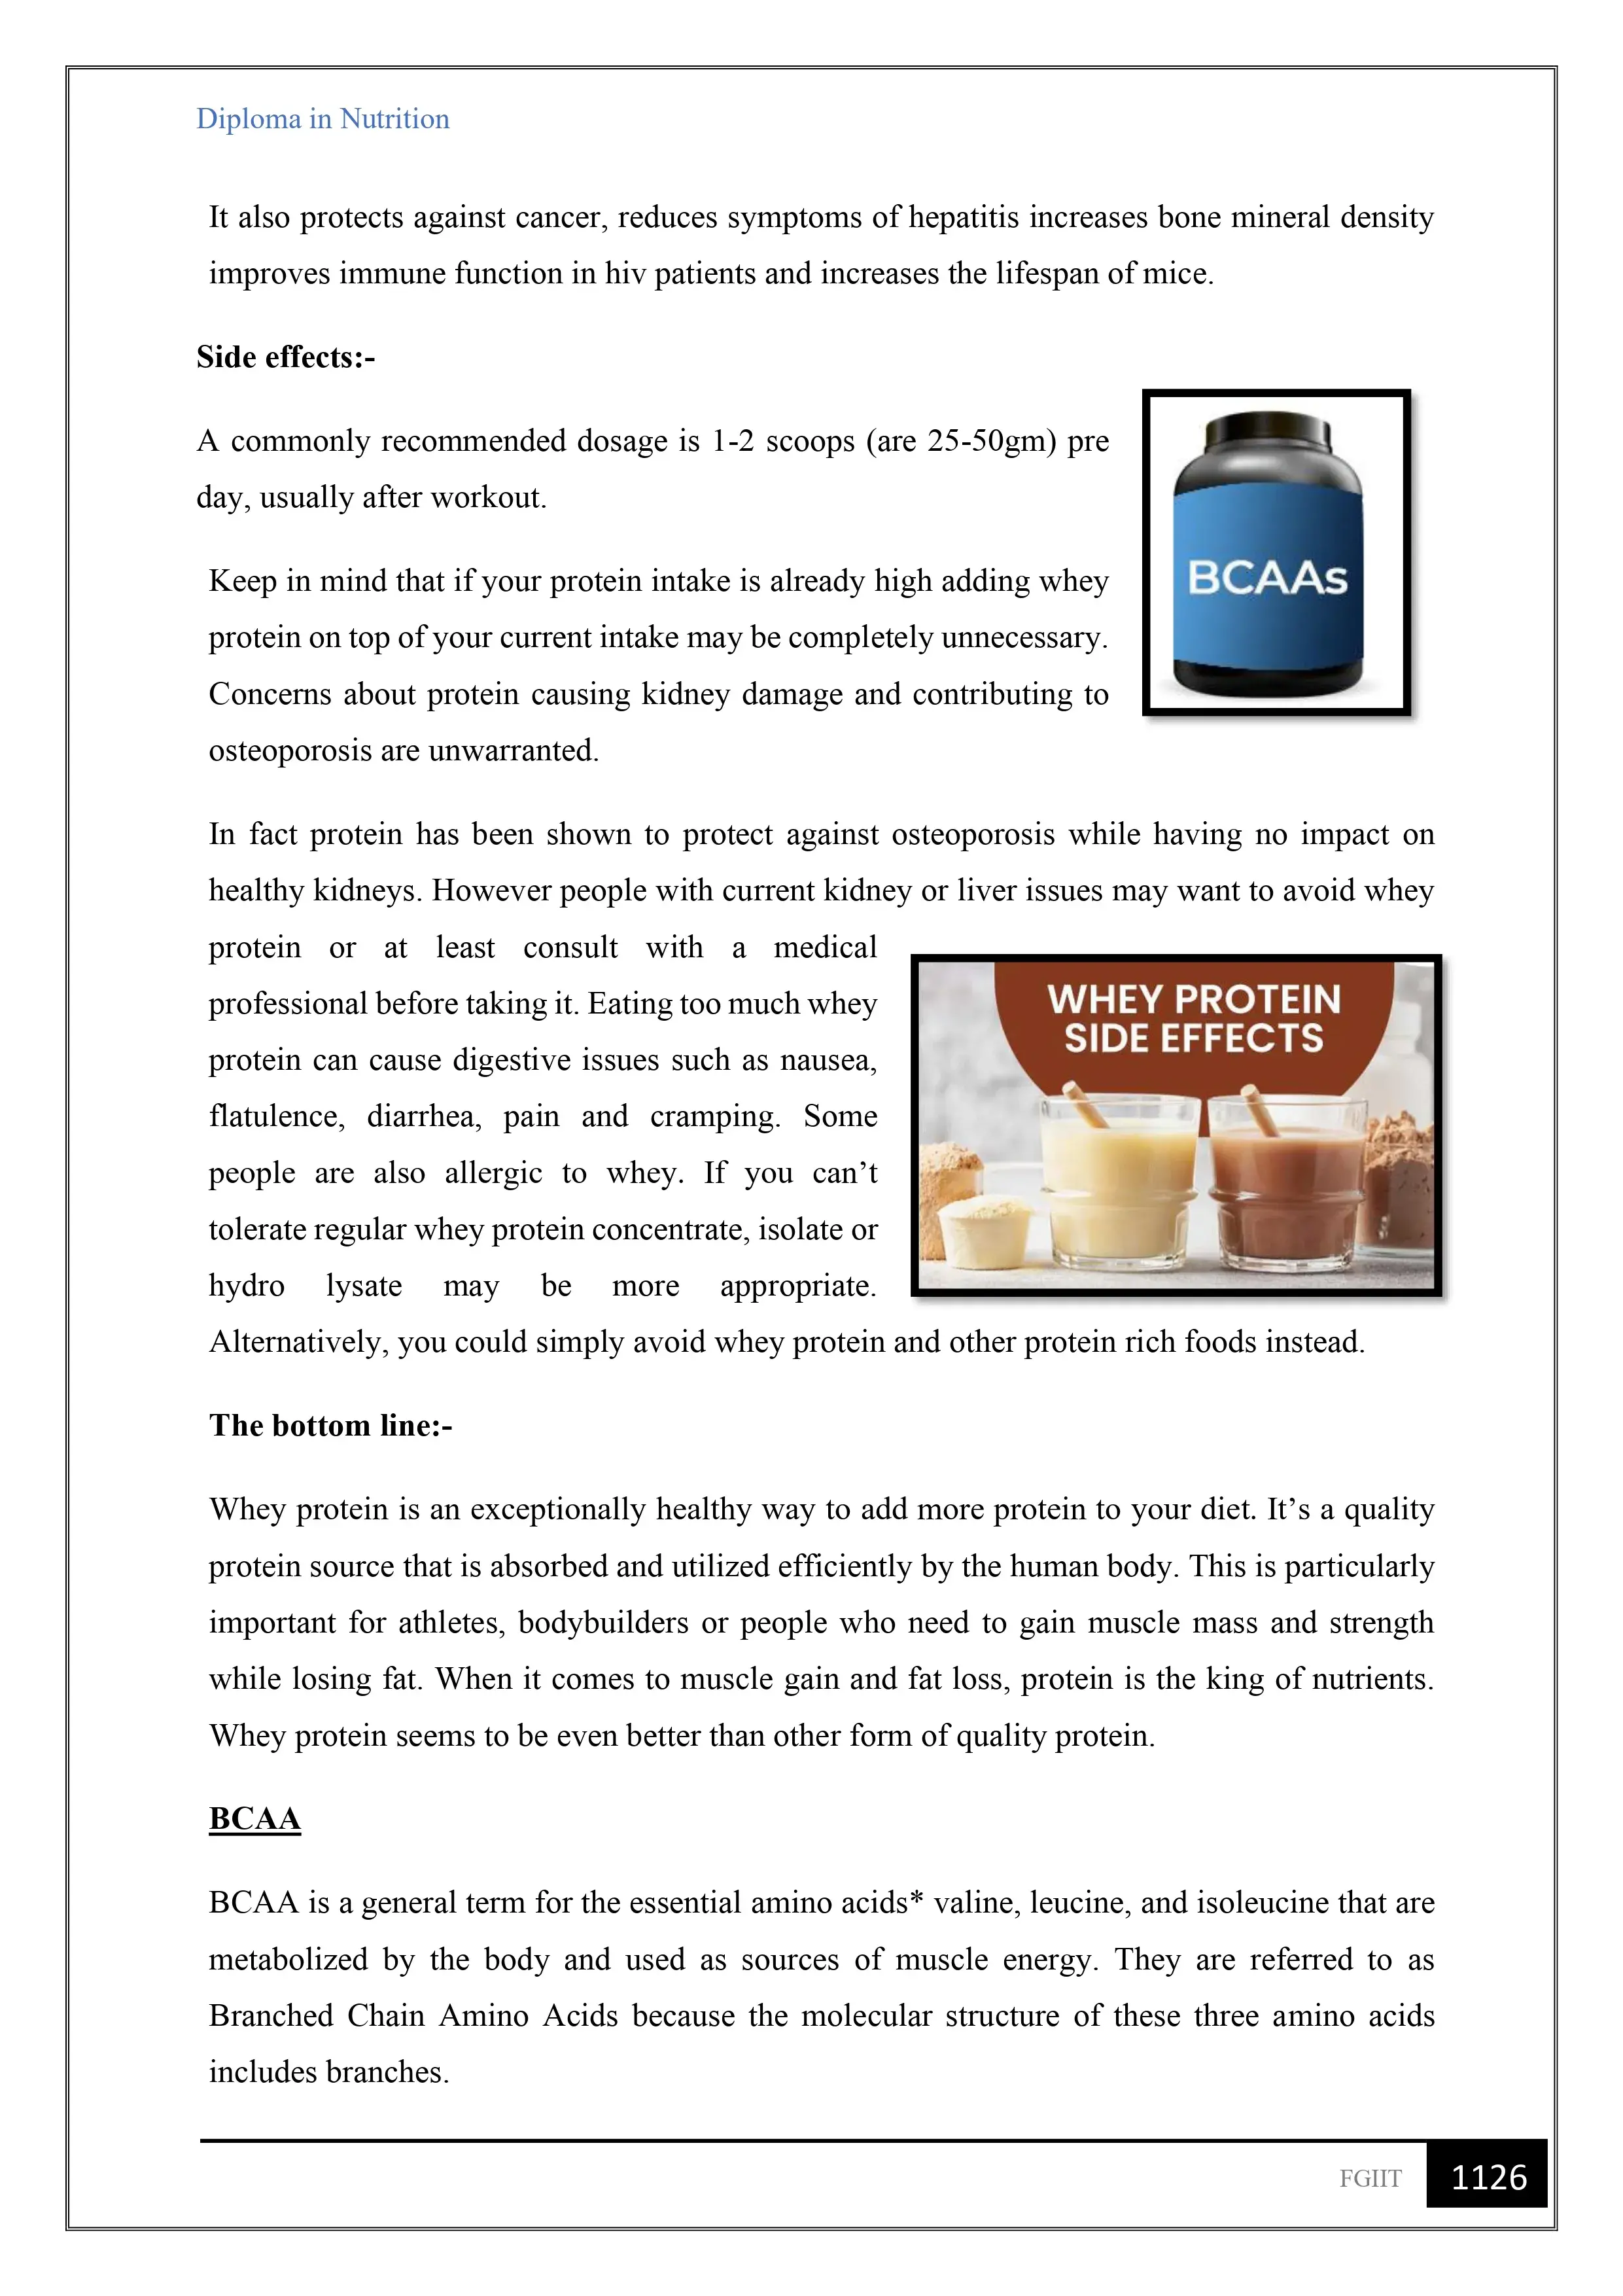 Diploma in Nutrition
It also protects against cancer, reduces symptoms of hepatitis increases bone mineral density
improves immune function in hiv patients and increases the lifespan of mice.
Side effects:-
A commonly recommended dosage is 1-2 scoops (are 25-50gm) pre
day, usually after workout.
BCAAs
Keep in mind that if your protein intake is already high adding whey
protein on top of your current intake may be completely unnecessary.
Concerns about protein causing kidney damage and contributing to
osteoporosis are unwarranted.
In fact protein has been shown to protect against osteoporosis while having no impact on
healthy kidneys. However people with current kidney or liver issues may want to avoid whey
protein or at least consult with a medical
professional before taking it. Eating too much whey
protein can cause digestive issues such as nausea,
flatulence, diarrhea, pain and cramping. Some
people are also allergic to whey. If you can’t
tolerate regular whey protein concentrate, isolate or
hydro lysate may be more appropriate.
WHEY PROTEIN
SIDE EFFECTS
Alternatively, you could simply avoid whey protein and other protein rich foods instead.
The bottom line:-
Whey protein is an exceptionally healthy way to add more protein to your diet. It’s a quality
protein source that is absorbed and utilized efficiently by the human body. This is particularly
important for athletes, bodybuilders or people who need to gain muscle mass and strength
while losing fat. When it comes to muscle gain and fat loss, protein is the king of nutrients.
Whey protein seems to be even better than other form of quality protein.
BCAA
BCAA is a general term for the essential amino acids* valine, leucine, and isoleucine that are
metabolized by the body and used as sources of muscle energy. They are referred to as
Branched Chain Amino Acids because the molecular structure of these three amino acids
includes branches.
FGIIT 1126